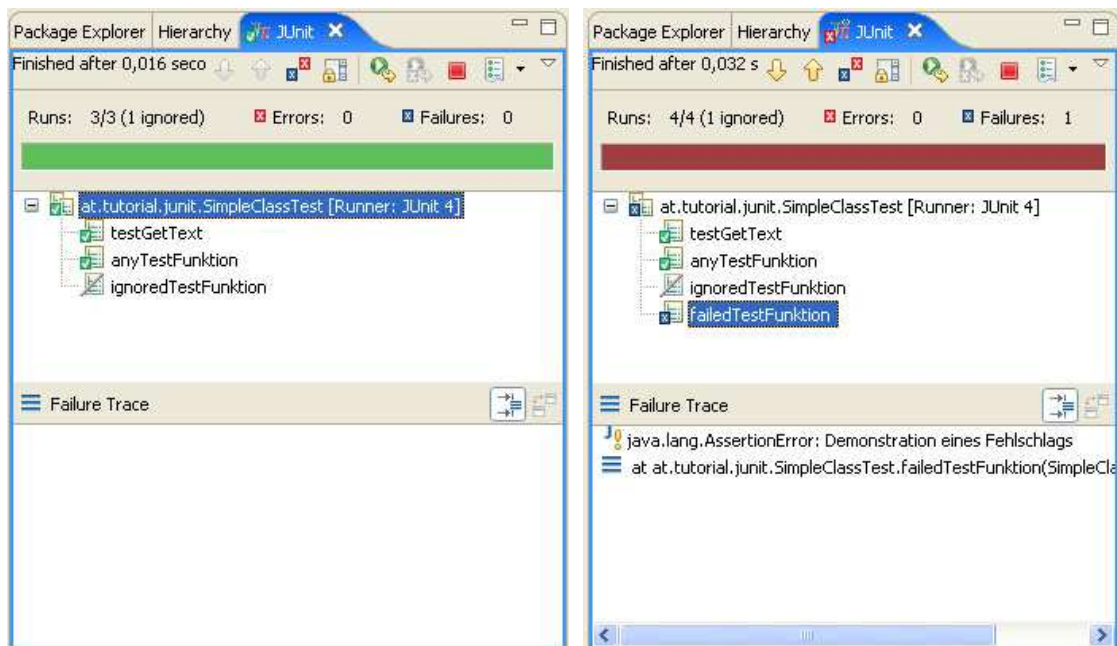 Package Explorer Hierarchy JUnit
Finished after 0,016 seco
Runs: 3/3 (1 ignored) Errors: 0 Failures: 0
at.tutorial.junit.SimpleClassTest [Runner: JUnit 4]
testGetText
anyTestFunktion
ignoredTestFunktion
Failure Trace
Package Explorer Hierarchy JUnit
Finished after 0,032 s
Runs: 4/4 (1 ignored) Errors: 0 Failures: 1
at.tutorial.junit.SimpleClassTest [Runner: JUnit 4]
testGetText
anyTestFunktion
ignoredTestFunktion
failedTestFunktion
Failure Trace
java.lang.AssertionError: Demonstration eines Fehlschlags
at at.tutorial.junit.SimpleClassTest.failedTestFunktion(SimpleCla